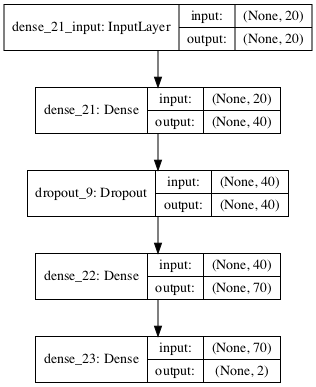 dense_21_input: InputLayer
input: (None, 20)
output: (None, 20)
dense_21: Dense
input: (None, 20)
output: (None, 40)
dropout_9: Dropout
input: (None, 40)
output: (None, 40)
dense_22: Dense
input: (None, 40)
output: (None, 70)
dense_23: Dense
input: (None, 70)
output: (None, 2)